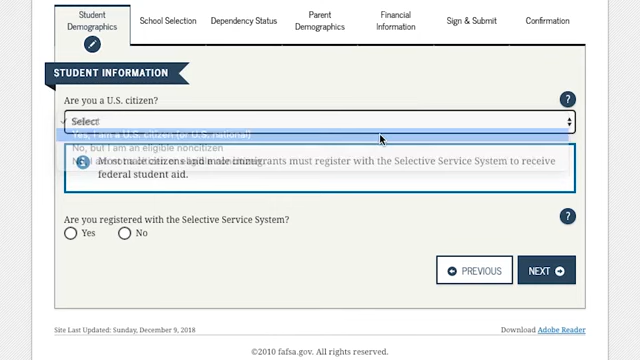 Student
Demographics
School Selection
Dependency Status
Parent
Demographics
Financial
Information
Sign & Submit
Confirmation
STUDENT INFORMATION
Are you a U.S. citizen?
?
Select
Yes, I am a U.S. citizen (or U.S. national)
No, but I am an eligible noncitizen
Most male citizens and male immigrants must register with the Selective Service System to receive
federal student aid.
Are you registered with the Selective Service System?
?
Yes
No
PREVIOUS
NEXT
Site Last Updated: Sunday, December 9, 2018
Download Adobe Reader
©2010 fafsa.gov. All rights reserved.